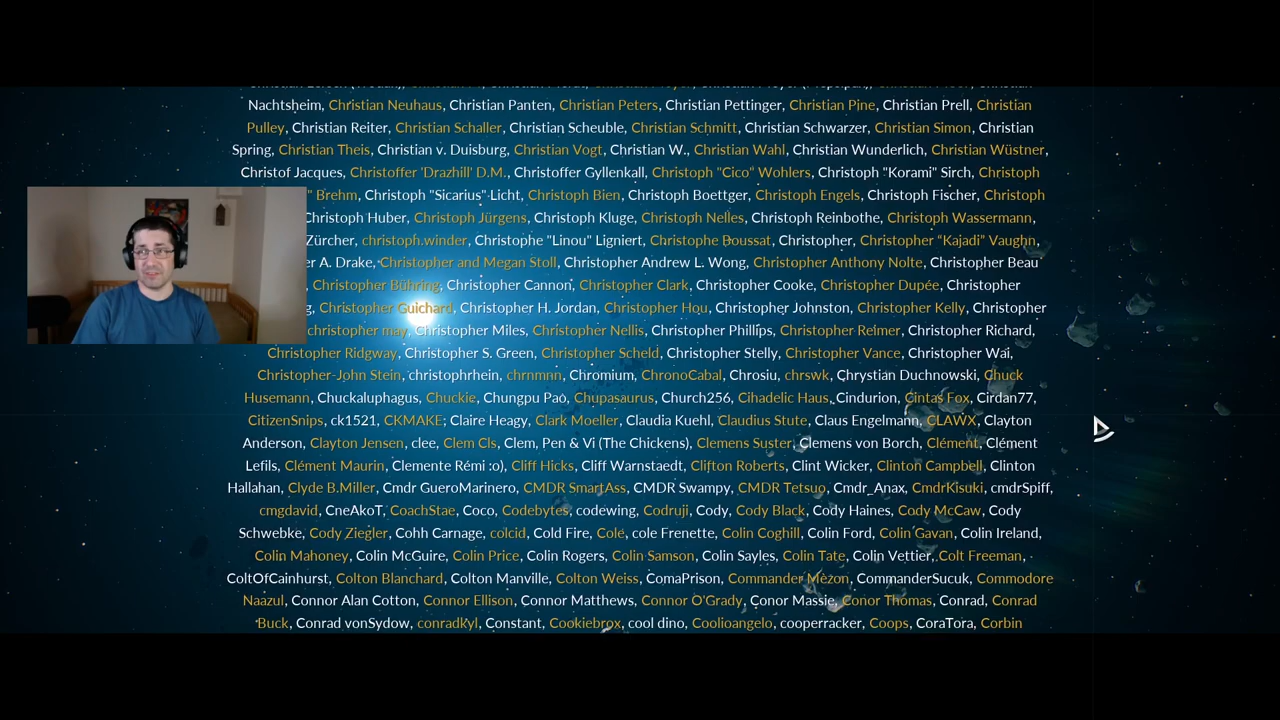 Nachtsheim, Christian Neuhaus, Christian Panten, Christian Peters, Christian Pettinger, Christian Pine, Christian Prell, Christian
Pulley, Christian Reiter, Christian Schaller, Christian Scheuble, Christian Schmitt, Christian Schwarzer, Christian Simon, Christian
Spring, Christian Theis, Christian v. Duisburg, Christian Vogt, Christian W., Christian Wahl, Christian Wunderlich, Christian Wüstner,
Christof Jacques, Christoffer 'Drazhill' D.M., Christoffer Gyllenkall, Christoph "Cico" Wohlers, Christoph "Korami" Sirch, Christoph
" Brehm, Christoph "Sicarius" Licht, Christoph Bien, Christoph Boettger, Christoph Engels, Christoph Fischer, Christoph
Christoph Huber, Christoph Jürgens, Christoph Kluge, Christoph Nelles, Christoph Reinbothe, Christoph Wassermann,
Zürcher, christoph.winder, Christophe "Linou" Ligniert, Christophe Poussat, Christopher, Christopher “Kajadi” Vaughn,
er A. Drake, Christopher and Megan Stoll, Christopher Andrew L. Wong, Christopher Anthony Nolte, Christopher Beau
, Christopher Bühring, Christopher Cannon, Christopher Clark, Christopher Cooke, Christopher Dupée, Christopher
g, Christopher Guichard, Christopher H. Jordan, Christopher Hou, Christopher Johnston, Christopher Kelly, Christopher
christopher may, Christopher Miles, Christopher Nellis, Christopher Phillips, Christopher Reimer, Christopher Richard,
Christopher Ridgway, Christopher S. Green, Christopher Scheld, Christopher Stelly, Christopher Vance, Christopher Wai,
Christopher-John Stein, christophrhein, chrnmnn, Chromium, ChronoCabal, Chrosiu, chrswk, Chrystian Duchnowski, Chuck
Husemann, Chuckaluphagus, Chuckie, Chungpu Pao, Chupasaurus, Church256, Cihadelic Haus, Cindurion, Cintas Fox, Cirdan77,
CitizenSnips, ck1521, CKMAKE, Claire Heagy, Clark Moeller, Claudia Kuehl, Claudius Stute, Claus Engelmann, CLAWX, Clayton
Anderson, Clayton Jensen, clee, Clem Cls, Clem, Pen & Vi (The Chickens), Clemens Suster, Clemens von Borch, Clément, Clément
Lefils, Clément Maurin, Clemente Rémi :o), Cliff Hicks, Cliff Warnstaedt, Clifton Roberts, Clint Wicker, Clinton Campbell, Clinton
Hallahan, Clyde B.Miller, Cmdr GueroMarinero, CMDR SmartAss, CMDR Swampy, CMDR Tetsuo, Cmdr_Anax, CmdrKisuki, cmdrSpiff,
cmgdavid, CneAkoT, CoachStae, Coco, Codebytes, codewing, Codruji, Cody, Cody Black, Cody Haines, Cody McCaw, Cody
Schwebke, Cody Ziegler, Cohh Carnage, colcid, Cold Fire, Cole, cole Frenette, Colin Coghill, Colin Ford, Colin Gavan, Colin Ireland,
Colin Mahoney, Colin McGuire, Colin Price, Colin Rogers, Colin Samson, Colin Sayles, Colin Tate, Colin Vettier, Colt Freeman,
ColtOfCainhurst, Colton Blanchard, Colton Manville, Colton Weiss, ComaPrison, Commander Mezon, CommanderSucuk, Commodore
Naazul, Connor Alan Cotton, Connor Ellison, Connor Matthews, Connor O'Grady, Conor Massie, Conor Thomas, Conrad, Conrad
Buck, Conrad vonSydow, conradkyl, Constant, Cookiebrox, cool dino, Coolioangelo, cooperracker, Coops, CoraTora, Corbin